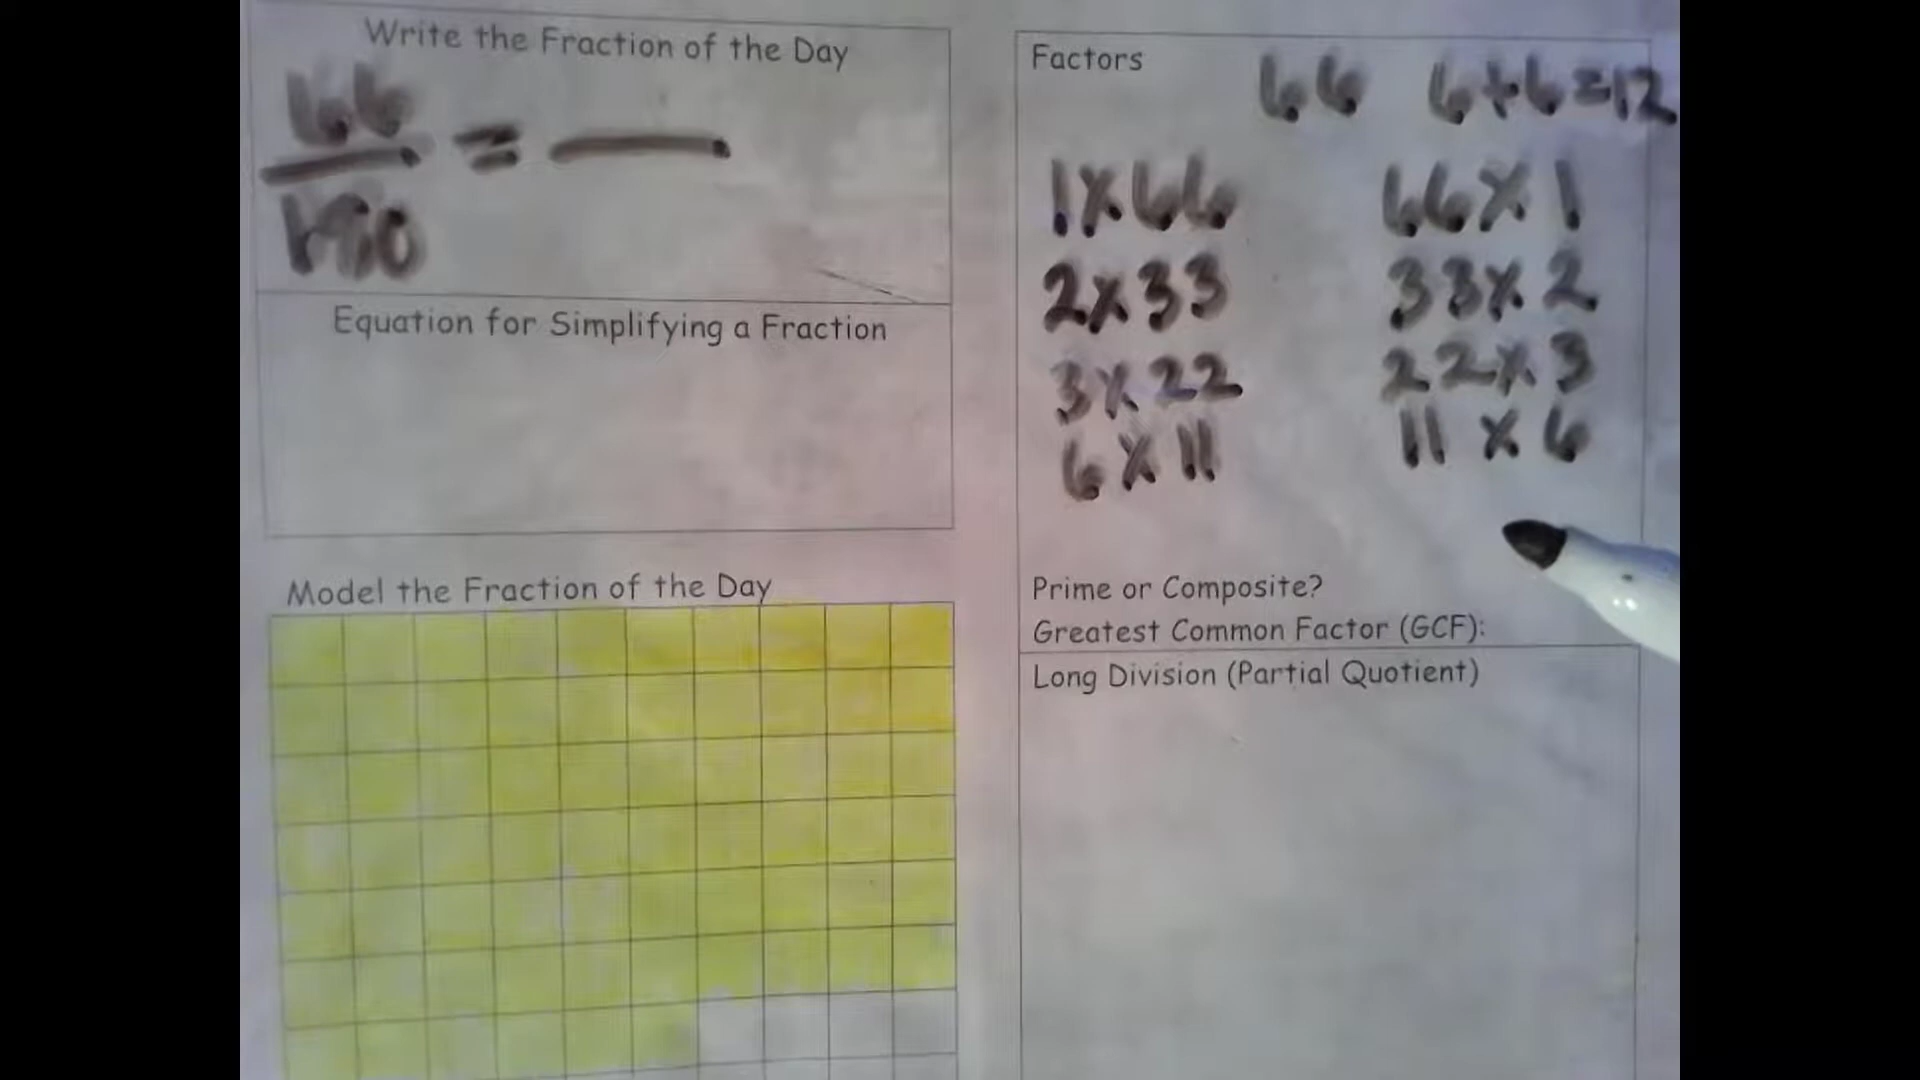 Write the Fraction of the Day
66
=
Equation for Simplifying a Fraction
Model the Fraction of the Day
Factors 66 6+6=12
1x66 66x1
2x33 33x2
3x22 22x3
6x11 11x6
Prime or Composite?
Greatest Common Factor (GCF):
Long Division (Partial Quotient)